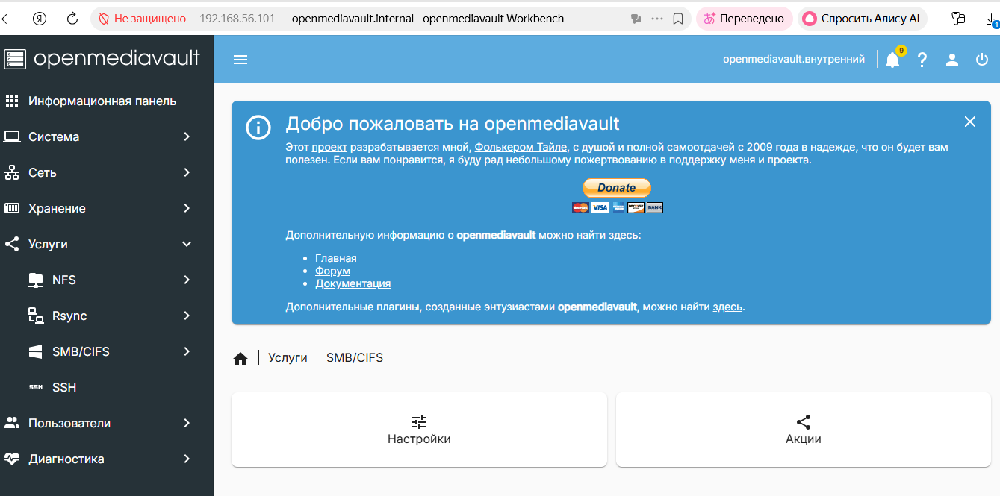 Не защищено 192.168.56.101 openmediavault.internal - openmediavault Workbench Переведено Спросить Алису AI 1
openmediavault openmediavault.внутренний 9
Информационная панель
Система
Сеть
Хранение
Услуги
NFS
Rsync
SMB/CIFS
SSH SSH
Пользователи
Диагностика
Добро пожаловать на openmediavault
Этот проект разрабатывается мной, Фолькером Тайле, с душой и полной самоотдачей с 2009 года в надежде, что он будет вам
полезен. Если вам понравится, я буду рад небольшому пожертвованию в поддержку меня и проекта.
Donate
VISA BANK
Дополнительную информацию о openmediavault можно найти здесь:
Главная
Форум
Документация
Дополнительные плагины, созданные энтузиастами openmediavault, можно найти здесь.
Услуги SMB/CIFS
Настройки Акции